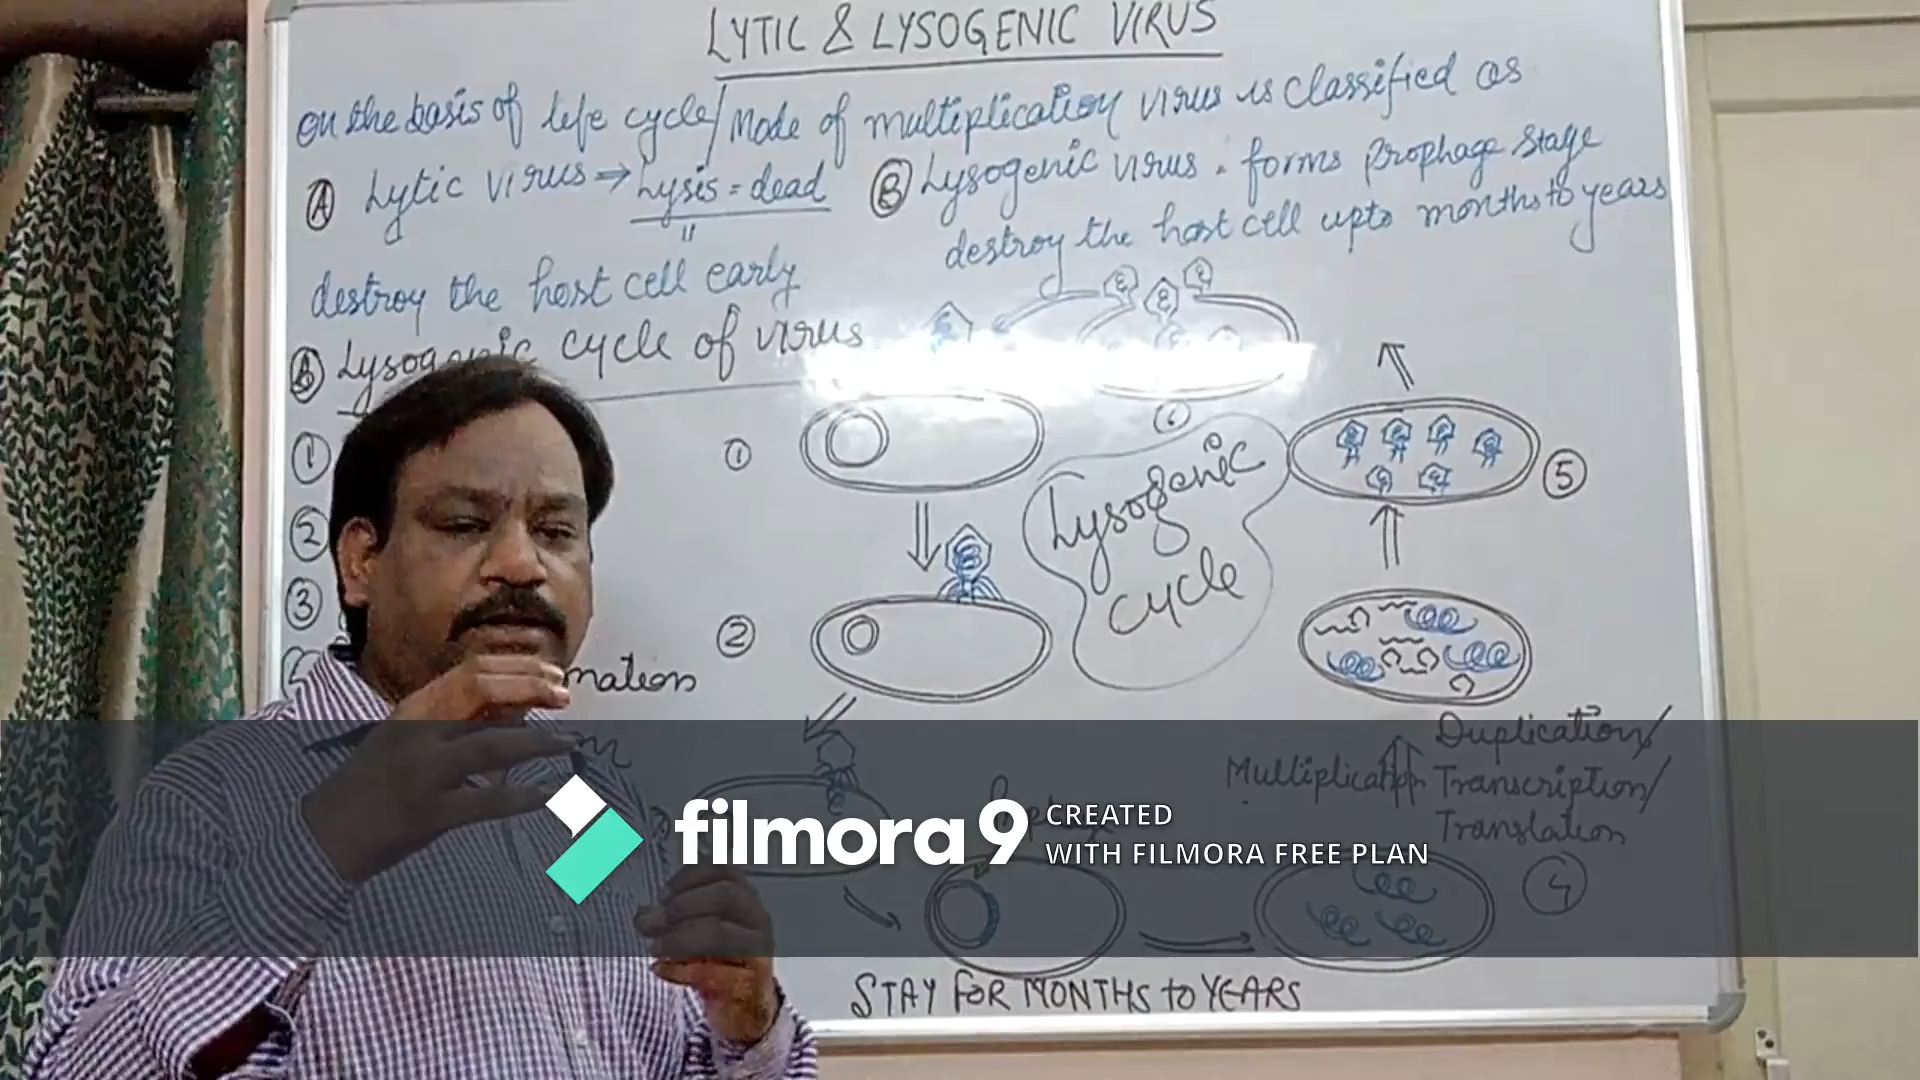 LYTIC & LYSOGENIC VIRUS
on the basis of life cycle/Mode of multiplication virus is classified as
A Lytic virus ⇒ Lysis = dead
"
destroy the host cell early
B Lysogenic virus. forms prophage stage
destroy the host cell upto months to years
B Lysogenic cycle of virus
1
2
3
mation
1
2
Lysogenic
cycle
6
5
Duplication/
Multiplication Transcription/
Translation
4
STAY FOR MONTHS to YEARS
filmora 9 CREATED
WITH FILMORA FREE PLAN